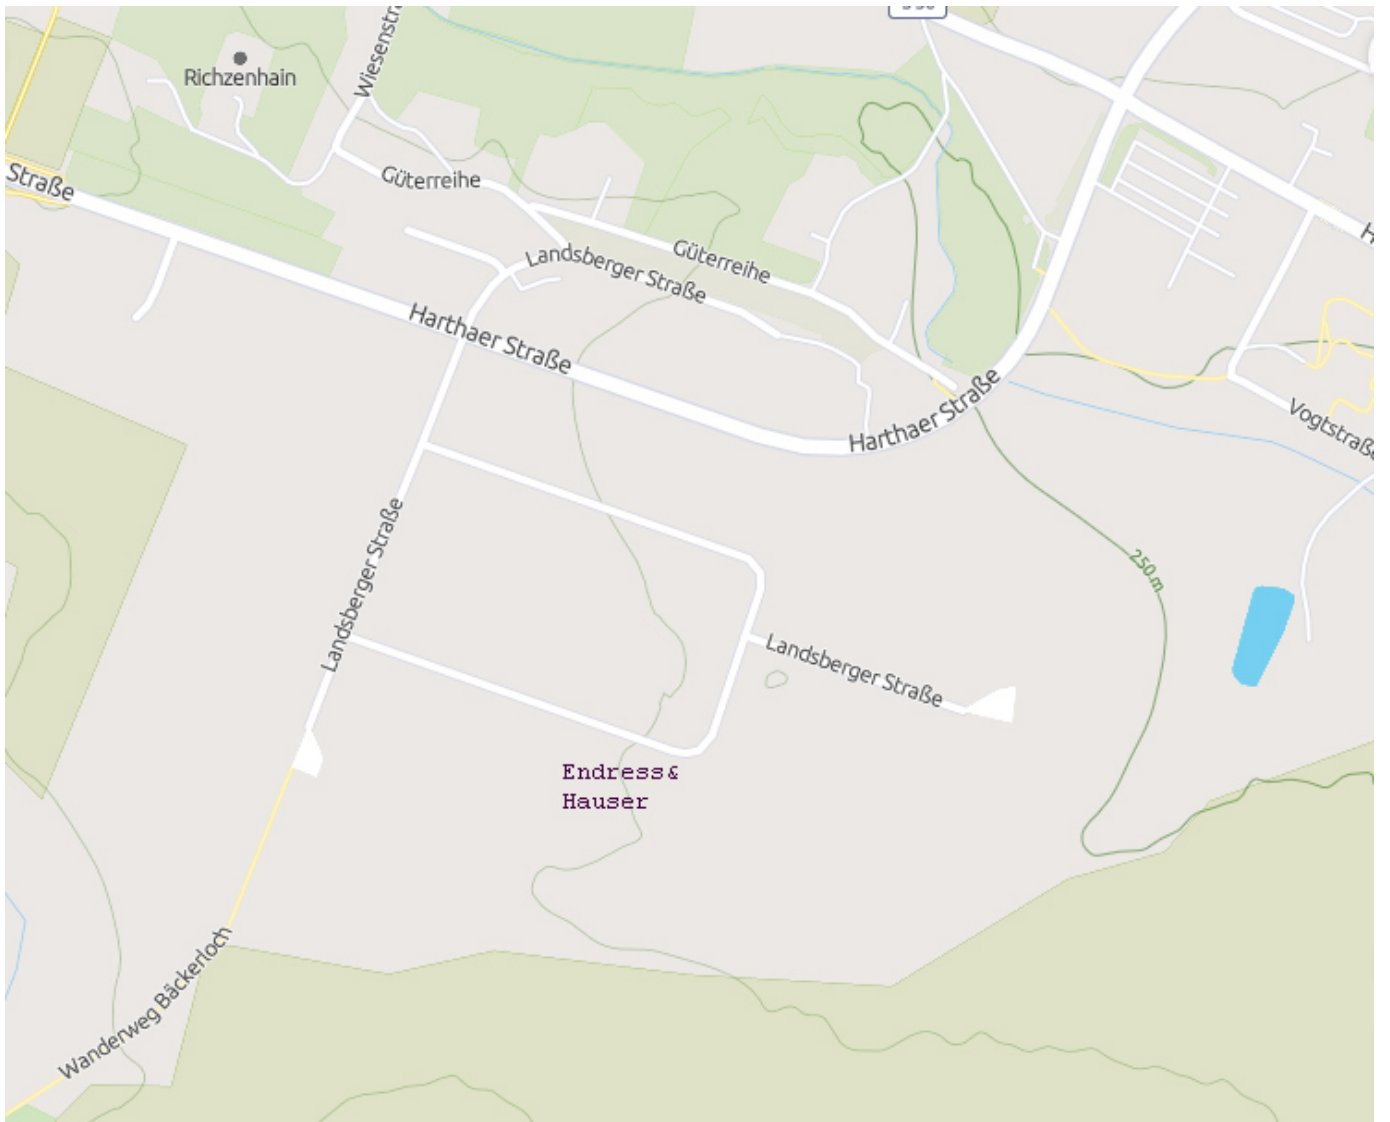 Wiesenstr
Richzenhain
Straße
Güterreihe
Güterreihe
Landsberger Straße
Harthaer Straße
Harthaer Straße
Vogtstraße
Landsberger Straße
250 m
Landsberger Straße
Endress&
Hauser
Wanderweg Bäckerloch